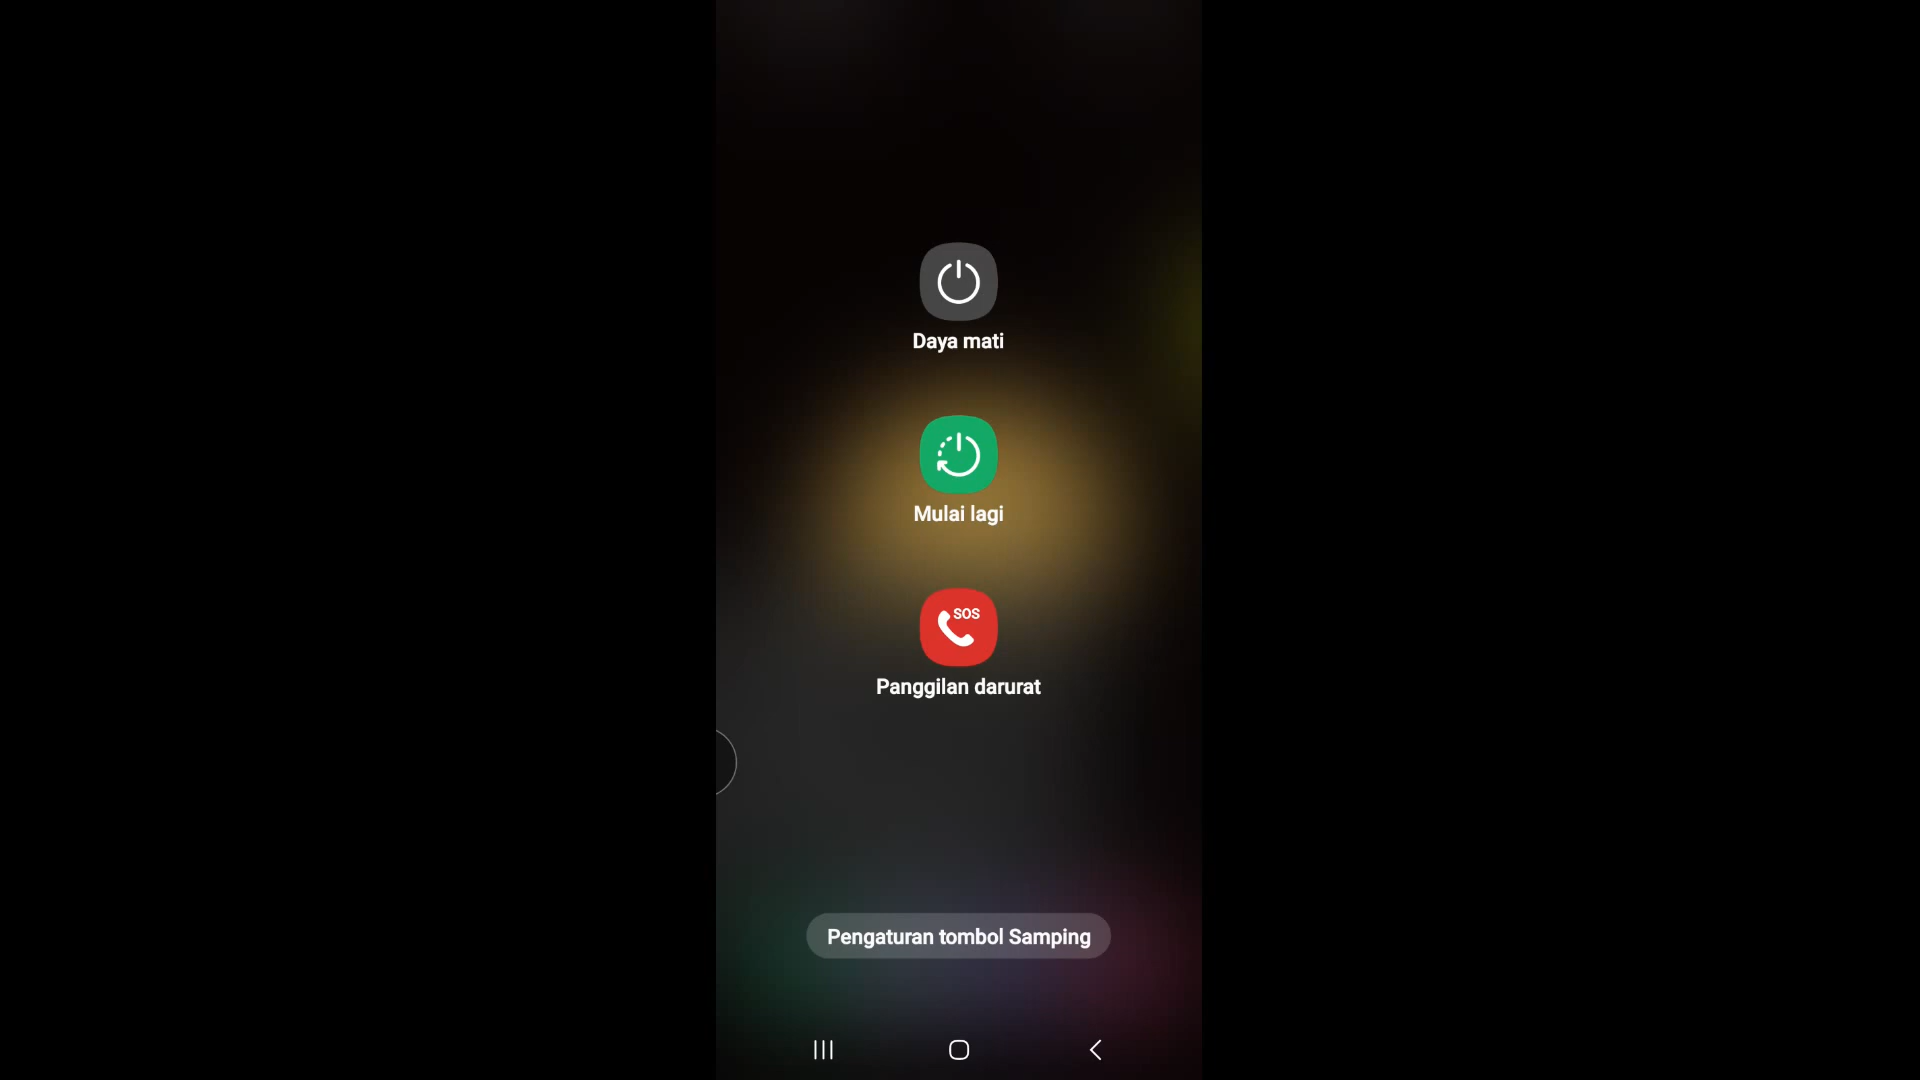 Daya mati
Mulai lagi
SOS
Panggilan darurat
Pengaturan tombol Samping